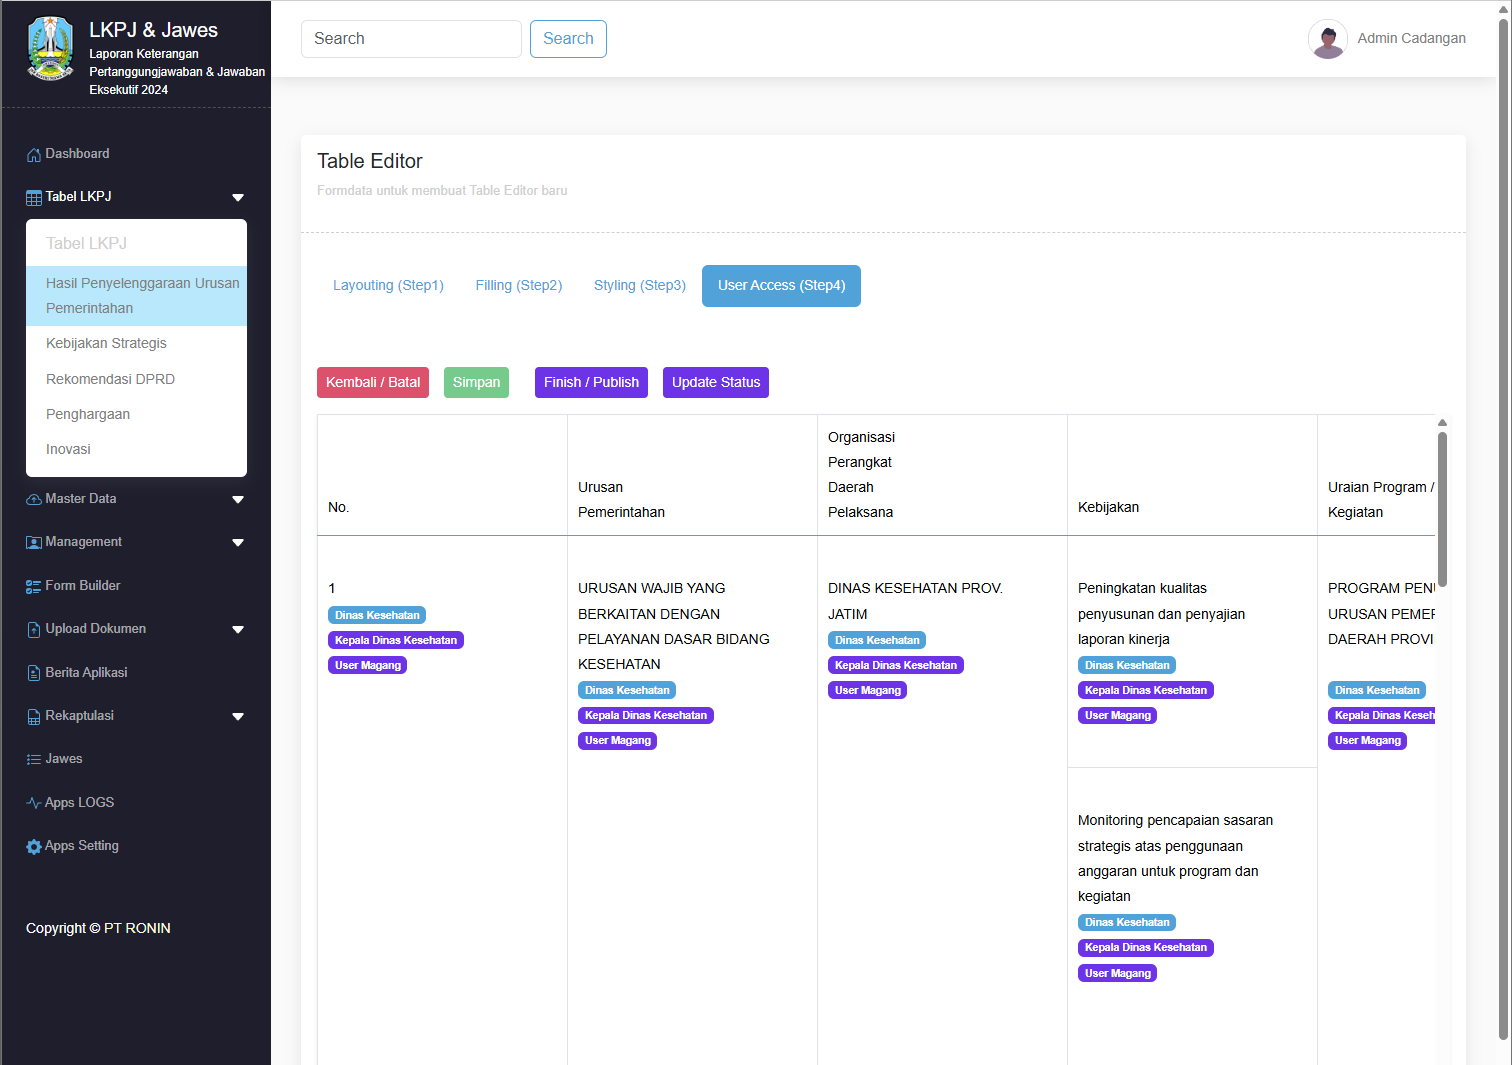 LKPJ & Jawes
Laporan Keterangan
Pertanggungjawaban & Jawaban
Eksekutif 2024
Search
Search
Admin Cadangan
Dashboard
Tabel LKPJ
Tabel LKPJ
Hasil Penyelenggaraan Urusan
Pemerintahan
Kebijakan Strategis
Rekomendasi DPRD
Penghargaan
Inovasi
Master Data
Management
Form Builder
Upload Dokumen
Berita Aplikasi
Rekaptulasi
Jawes
Apps LOGS
Apps Setting
Copyright © PT RONIN
Table Editor
Formdata untuk membuat Table Editor baru
Layouting (Step1)
Filling (Step2)
Styling (Step3)
User Access (Step4)
Kembali / Batal
Simpan
Finish / Publish
Update Status
No.
Urusan
Pemerintahan
Organisasi
Perangkat
Daerah
Pelaksana
Kebijakan
Uraian Program /
Kegiatan
1
Dinas Kesehatan
Kepala Dinas Kesehatan
User Magang
URUSAN WAJIB YANG
BERKAITAN DENGAN
PELAYANAN DASAR BIDANG
KESEHATAN
Dinas Kesehatan
Kepala Dinas Kesehatan
User Magang
DINAS KESEHATAN PROV.
JATIM
Dinas Kesehatan
Kepala Dinas Kesehatan
User Magang
Peningkatan kualitas
penyusunan dan penyajian
laporan kinerja
Dinas Kesehatan
Kepala Dinas Kesehatan
User Magang
Monitoring pencapaian sasaran
strategis atas penggunaan
anggaran untuk program dan
kegiatan
Dinas Kesehatan
Kepala Dinas Kesehatan
User Magang
PROGRAM
URUSAN
DAERAH
Dinas Kesehatan
Kepala Dinas
User Magang